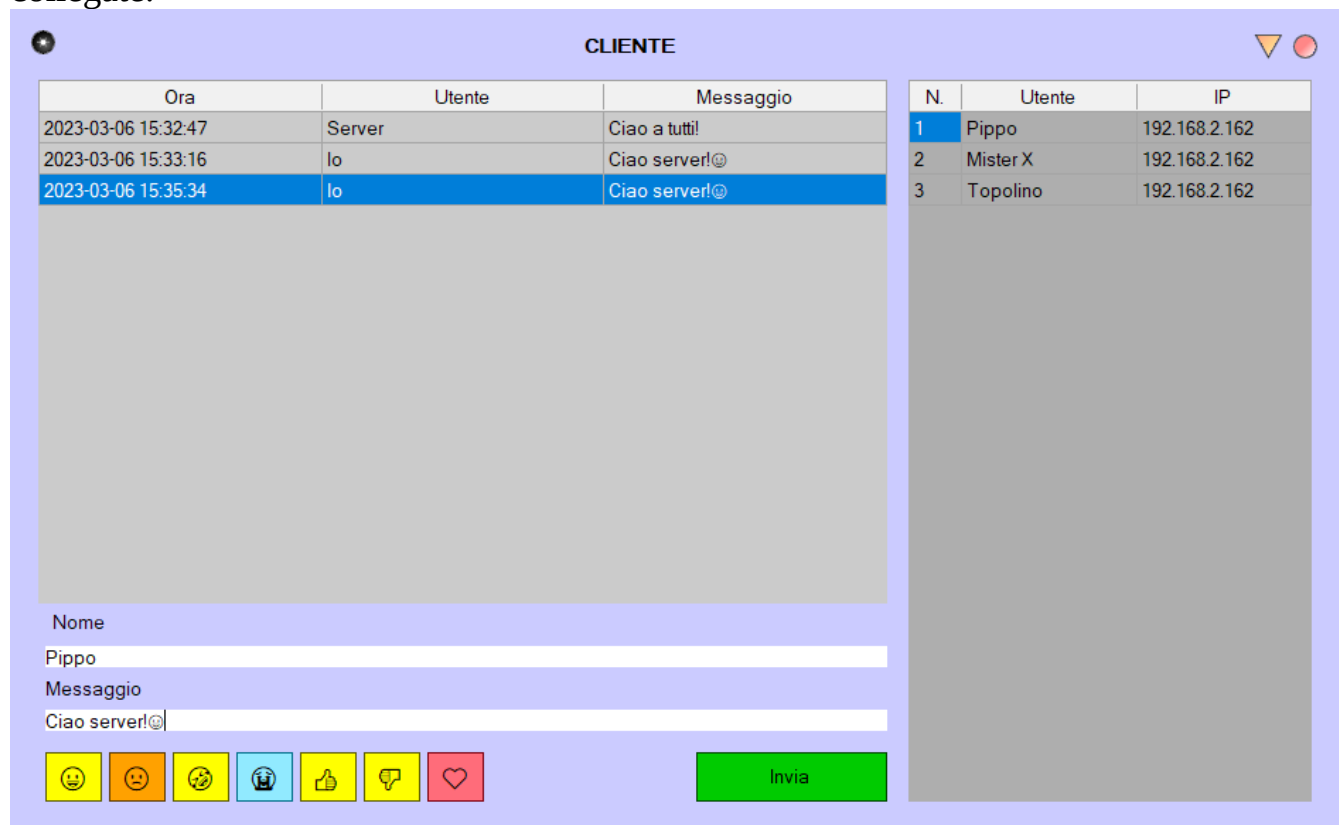 collegato.
CLIENTE
Ora Utente Messaggio
2023-03-06 15:32:47 Server Ciao a tutti!
2023-03-06 15:33:16 Io Ciao server!😀
2023-03-06 15:35:34 Io Ciao server!😀
N. Utente IP
1 Pippo 192.168.2.162
2 Mister X 192.168.2.162
3 Topolino 192.168.2.162
Nome
Pippo
Messaggio
Ciao server!😀
Invia